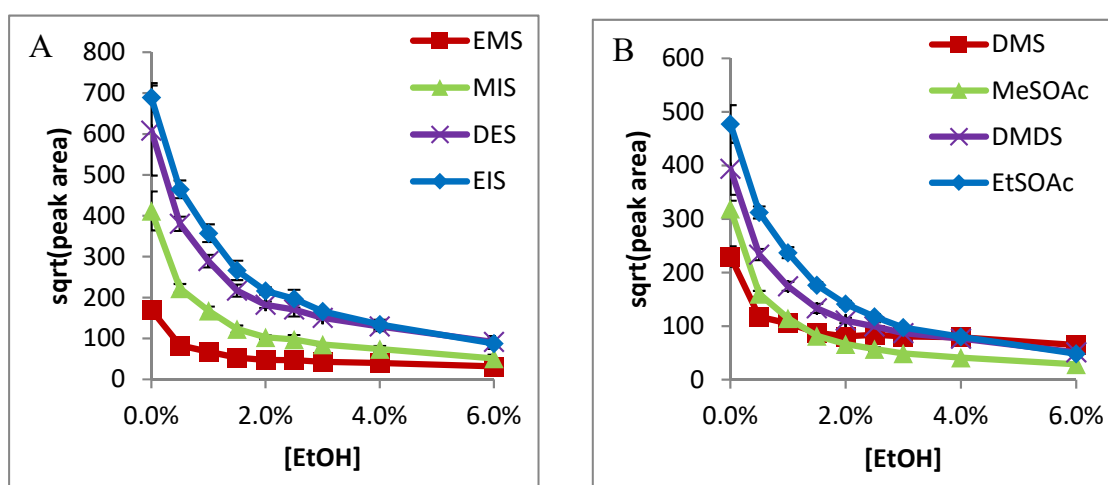 A
EMS
MIS
DES
EIS
sqrt(peak area)
800
700
600
500
400
300
200
100
0
0.0% 2.0% 4.0% 6.0%
[EtOH]
B
DMS
MeSOAc
DMDS
EtSOAc
sqrt(peak area)
600
500
400
300
200
100
0
0.0% 2.0% 4.0% 6.0%
[EtOH]